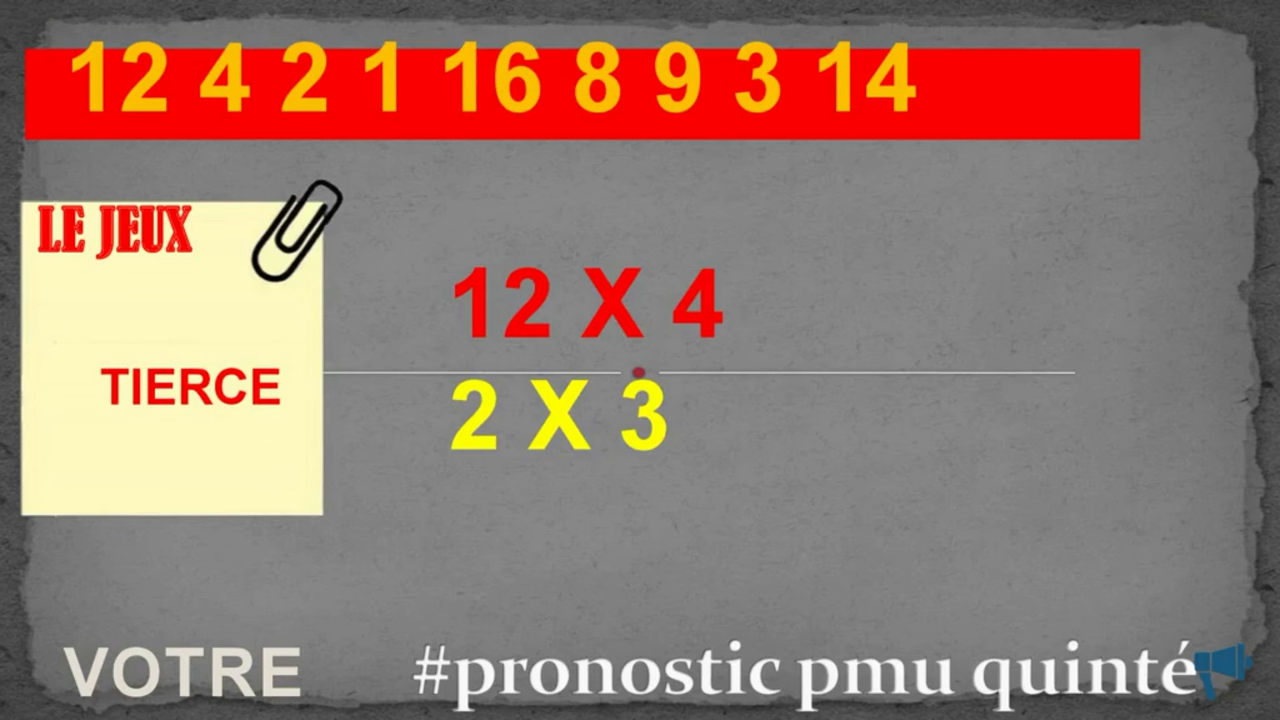 12 4 2 1 16 8 9 3 14
LE JEUX
TIERCE
12 X 4
2 X 3
VOTRE
#pronostic pmu quinté